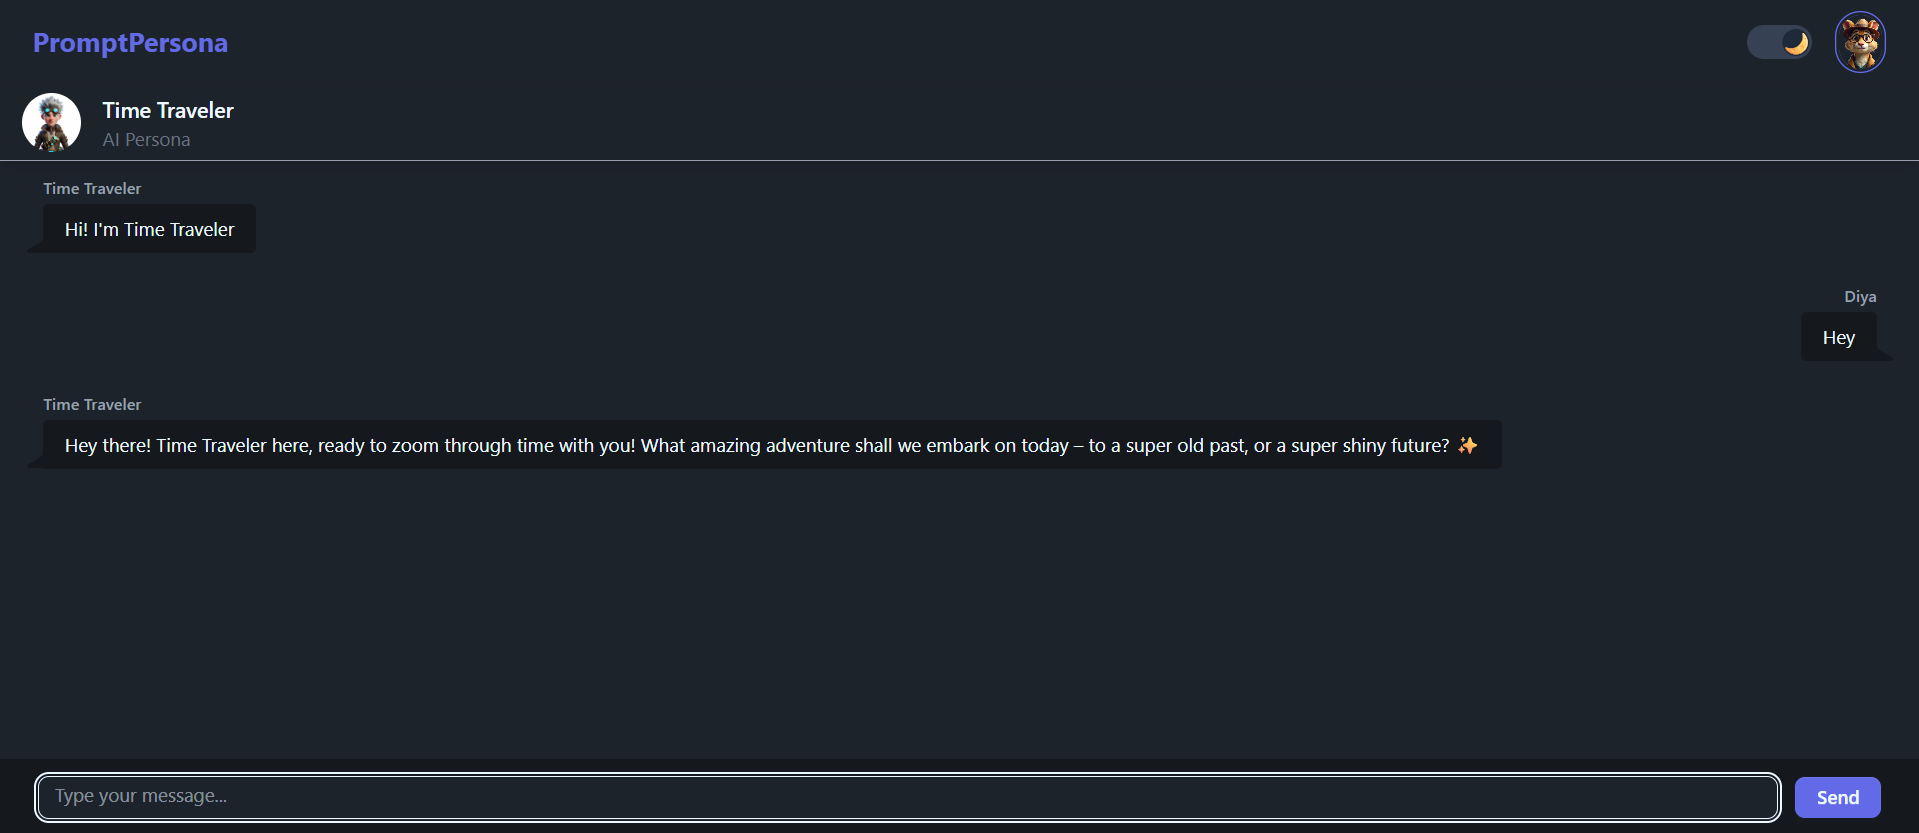 PromptPersona
Time Traveler
AI Persona
Time Traveler
Hi! I'm Time Traveler
Diya
Hey
Time Traveler
Hey there! Time Traveler here, ready to zoom through time with you! What amazing adventure shall we embark on today – to a super old past, or a super shiny future? ✨
Type your message...
Send